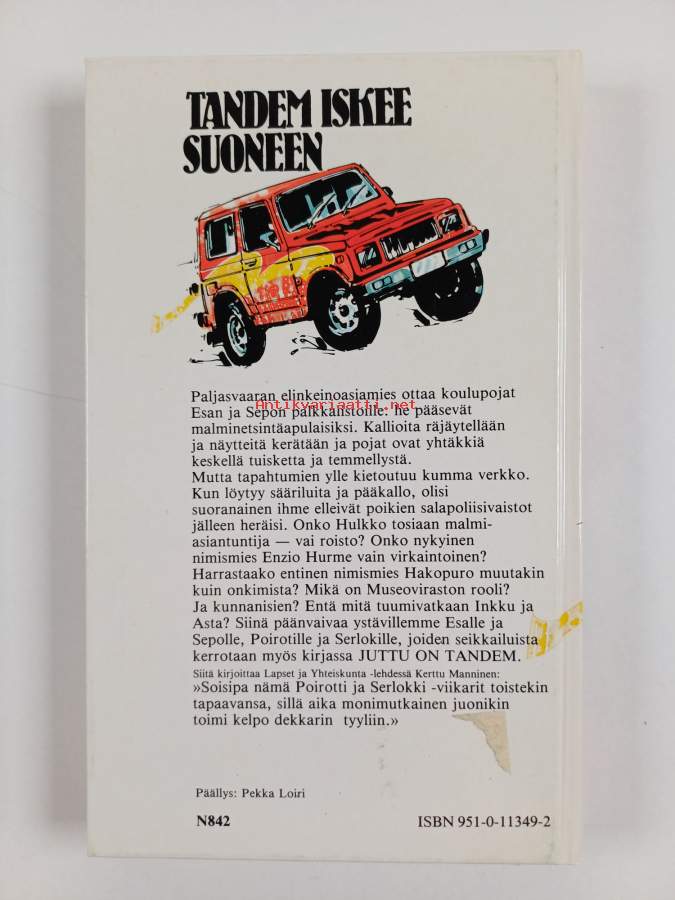 TANDEM ISKEE
SUONEEN
Paljasvaaran elinkeinoasiamies ottaa koulupojat
Esan ja Sepon palkkalistoille: he pääsevät
Antikvariaatti.net
malminetsintäapulaisiksi. Kallioita räjäytellään
ja näytteitä kerätään ja pojat ovat yhtäkkiä
keskellä tuisketta ja temmellystä.
Mutta tapahtumien ylle kietoutuu kumma verkko.
Kun löytyy sääriluita ja pääkallo, olisi
suoranainen ihme elleivät poikien salapoliisivaistot
jälleen heräisi. Onko Hulkko tosiaan malmi-
asiantuntija — vai roisto? Onko nykyinen
nimismies Enzio Hurme vain virkaintoinen?
Harrastaako entinen nimismies Hakopuro muutakin
kuin onkimista? Mikä on Museoviraston rooli?
Ja kunnanisien? Entä mitä tuumivatkaan Inkku ja
Asta? Siinä päänvaivaa ystävillemme Esalle ja
Sepolle, Poirotille ja Serlokille, joiden seikkailuista
kerrotaan myös kirjassa JUTTU ON TANDEM.
Siitä kirjoittaa Lapset ja Yhteiskunta -lehdessä Kerttu Manninen:
»Soisipa nämä Poirotti ja Serlokki -viikarit toistekin
tapaavansa, sillä aika monimutkainen juonikin
toimi kelpo dekkarin tyyliin.»
Päällys: Pekka Loiri
N842
ISBN 951-0-11349-2